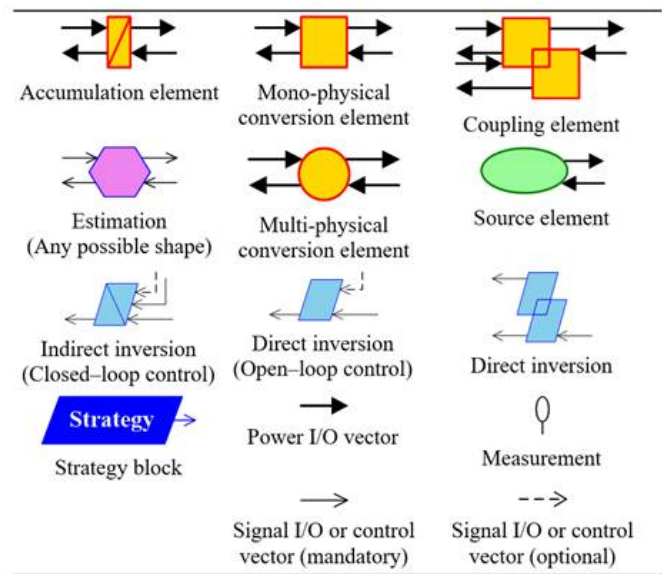 Accumulation element
Mono-physical
conversion element
Coupling element
Estimation
(Any possible shape)
Multi-physical
conversion element
Source element
Indirect inversion
(Closed–loop control)
Direct inversion
(Open–loop control)
Direct inversion
Strategy
Strategy block
Power I/O vector
Measurement
Signal I/O or control
vector (mandatory)
Signal I/O or control
vector (optional)